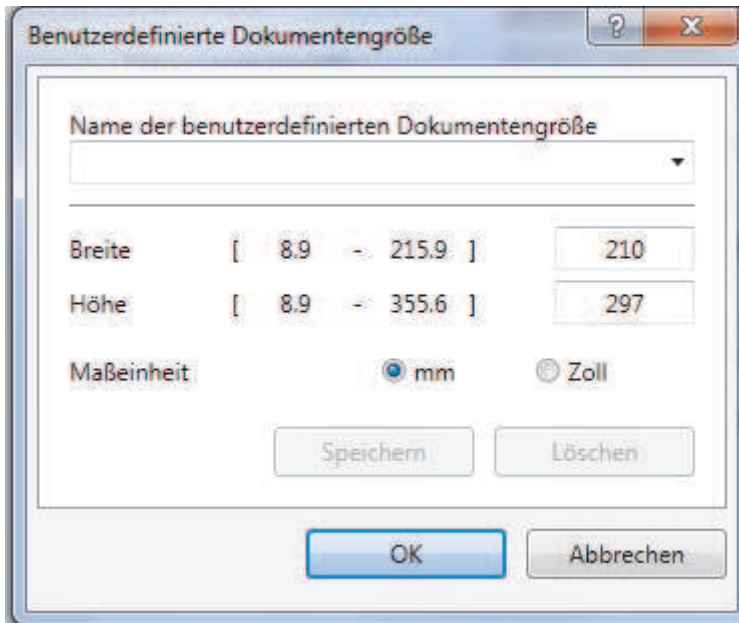 Benutzerdefinierte Dokumentengröße ?
Name der benutzerdefinierten Dokumentengröße
Breite [ 8.9 - 215.9 ] 210
Höhe [ 8.9 - 355.6 ] 297
Maßeinheit mm Zoll
Speichern Löschen
OK Abbrechen